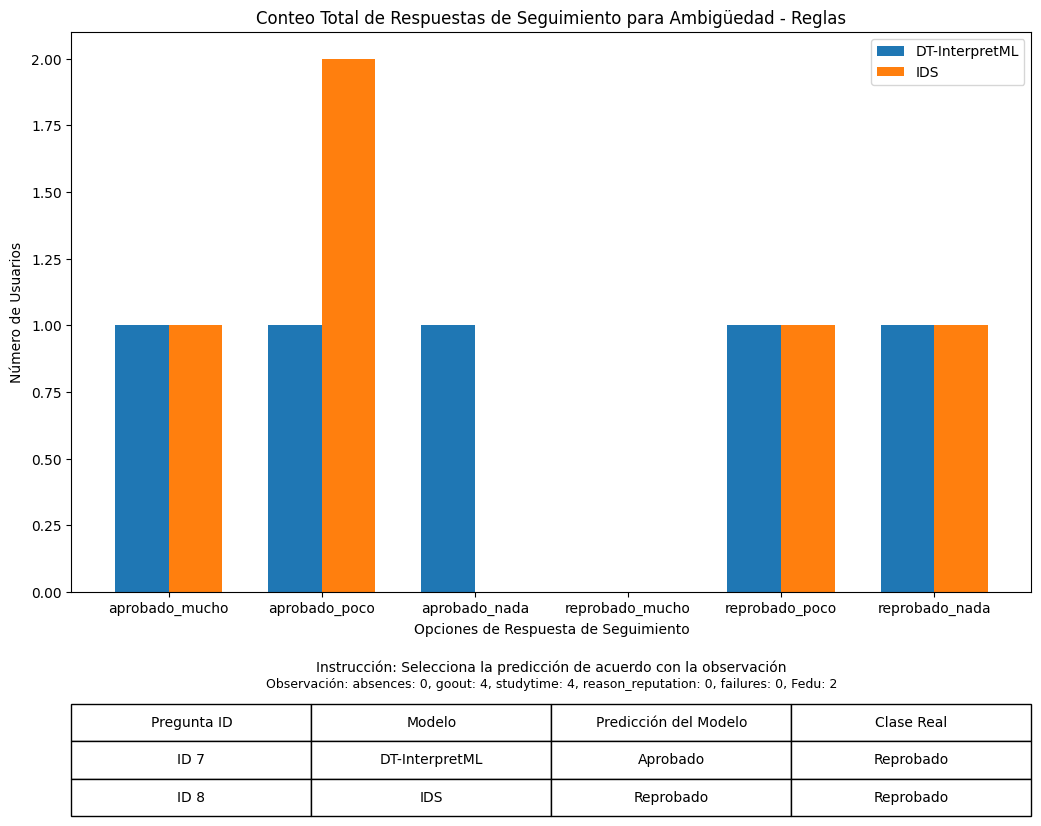 Conteo Total de Respuestas de Seguimiento para Ambigüedad - Reglas
DT-InterpretML
IDS
Número de Usuarios
2.00
1.75
1.50
1.25
1.00
0.75
0.50
0.25
0.00
aprobado_mucho aprobado_poco aprobado_nada reprobado_mucho reprobado_poco reprobado_nada
Opciones de Respuesta de Seguimiento
Instrucción: Selecciona la predicción de acuerdo con la observación
Observación: absences: 0, goout: 4, studytime: 4, reason_reputation: 0, failures: 0, Fedu: 2
Pregunta ID Modelo Predicción del Modelo Clase Real
ID 7 DT-InterpretML Aprobado Reprobado
ID 8 IDS Reprobado Reprobado